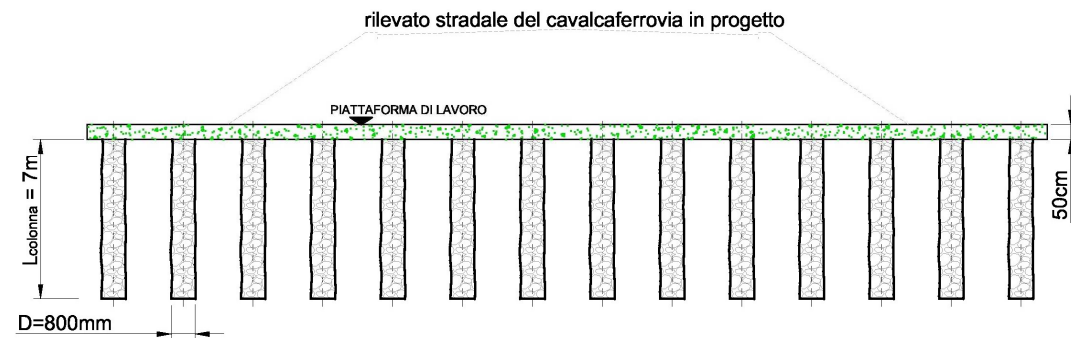 rilevato stradale del cavalcaferrovia in progetto
PIATTAFORMA DI LAVORO
Lcolonna = 7m
50cm
D=800mm